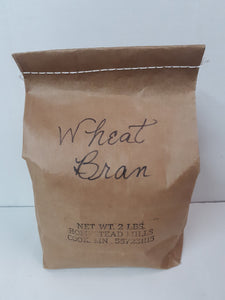 Wheat
Bran
NET WT. 2 LBS.
HOMESTEAD MILLS
COOK, MN